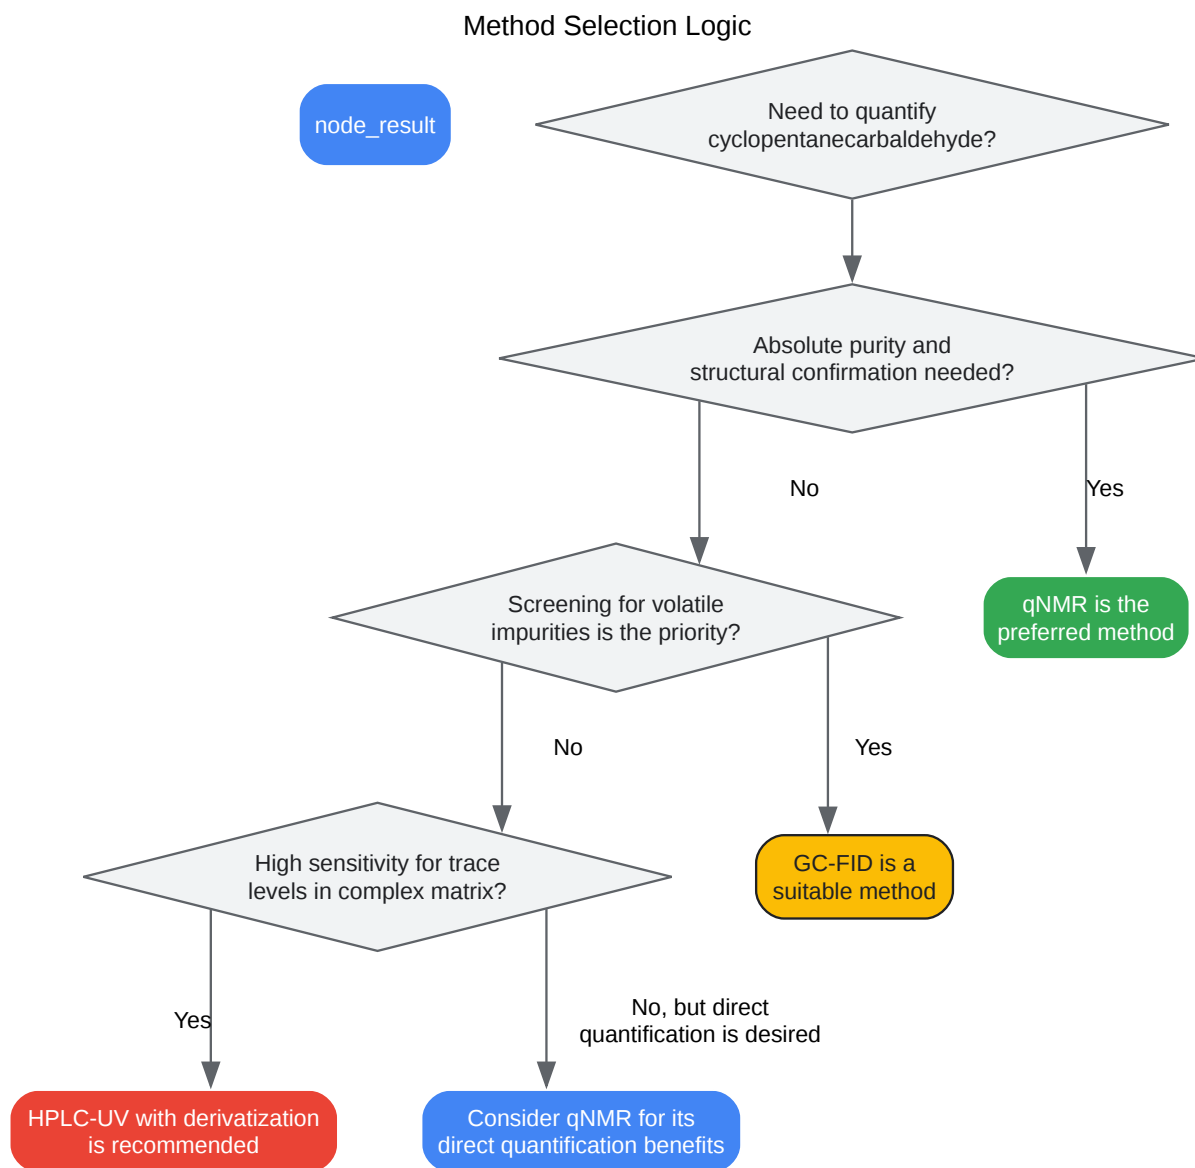 Method Selection Logic
node_result
Need to quantify
cyclopentanecarbaldehyde?
Absolute purity and
structural confirmation needed?
No
Yes
Screening for volatile
impurities is the priority?
qNMR is the
preferred method
No
Yes
High sensitivity for trace
levels in complex matrix?
GC-FID is a
suitable method
Yes
No, but direct
quantification is desired
HPLC-UV with derivatization
is recommended
Consider qNMR for its
direct quantification benefits